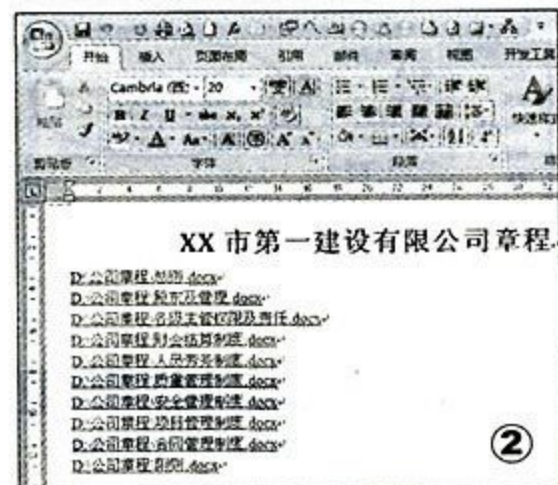 开始 插入 页面布局 引用 邮件 审阅 视图 开发工具
Cambria (西 20
剪贴板 字体 段落
XX 市第一建设有限公司章程
D:\公司章程\总则.docx
D:\公司章程\股东及管理.docx
D:\公司章程\各级主管权限及责任.docx
D:\公司章程\财会结算制度.docx
D:\公司章程\人员劳务制度.docx
D:\公司章程\质量管理制度.docx
D:\公司章程\安全管理制度.docx
D:\公司章程\项目管理制度.docx
D:\公司章程\合同管理制度.docx
D:\公司章程\附则.docx
②